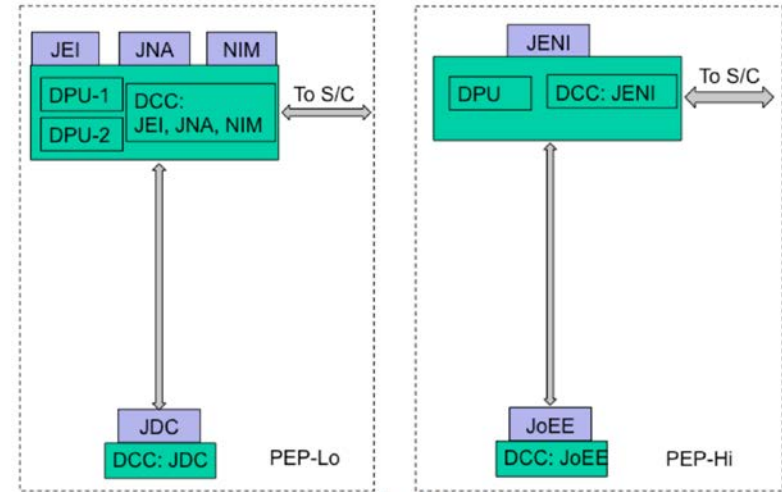 JEI
JNA
NIM
DPU-1
DPU-2
DCC:
JEI, JNA, NIM
To S/C
JDC
DCC: JDC
PEP-Lo
JENI
DPU
DCC: JENI
To S/C
JoEE
DCC: JoEE
PEP-Hi